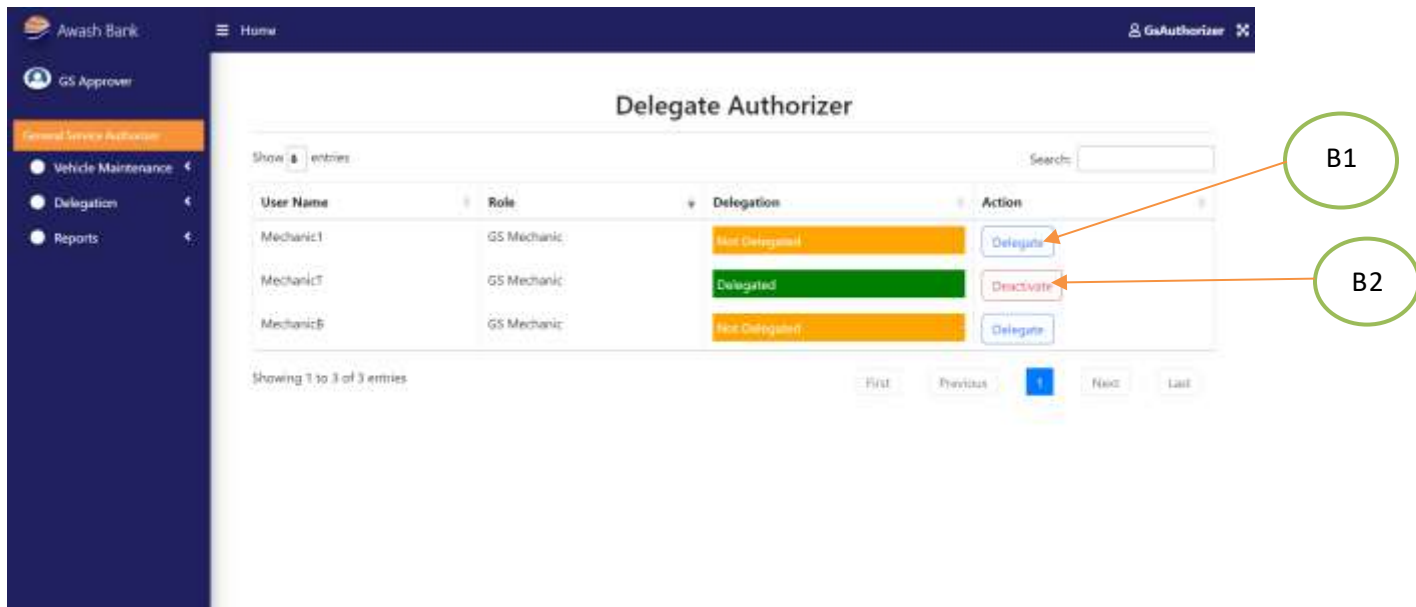 Awash Bank
Home
GsAuthorizer
GS Approver
Delegate Authorizer
General Service Authorizer
Show entries
Search:
B1
Vehicle Maintenance
Delegation
Reports
User Name Role Delegation Action
Mechanic1 GS Mechanic Not Delegated Delegate
MechanicT GS Mechanic Delegated Deactivate
B2
GS Mechanic Not Delegated Delegate
Showing 1 to 3 of 3 entries
First Previous 1 Next Last